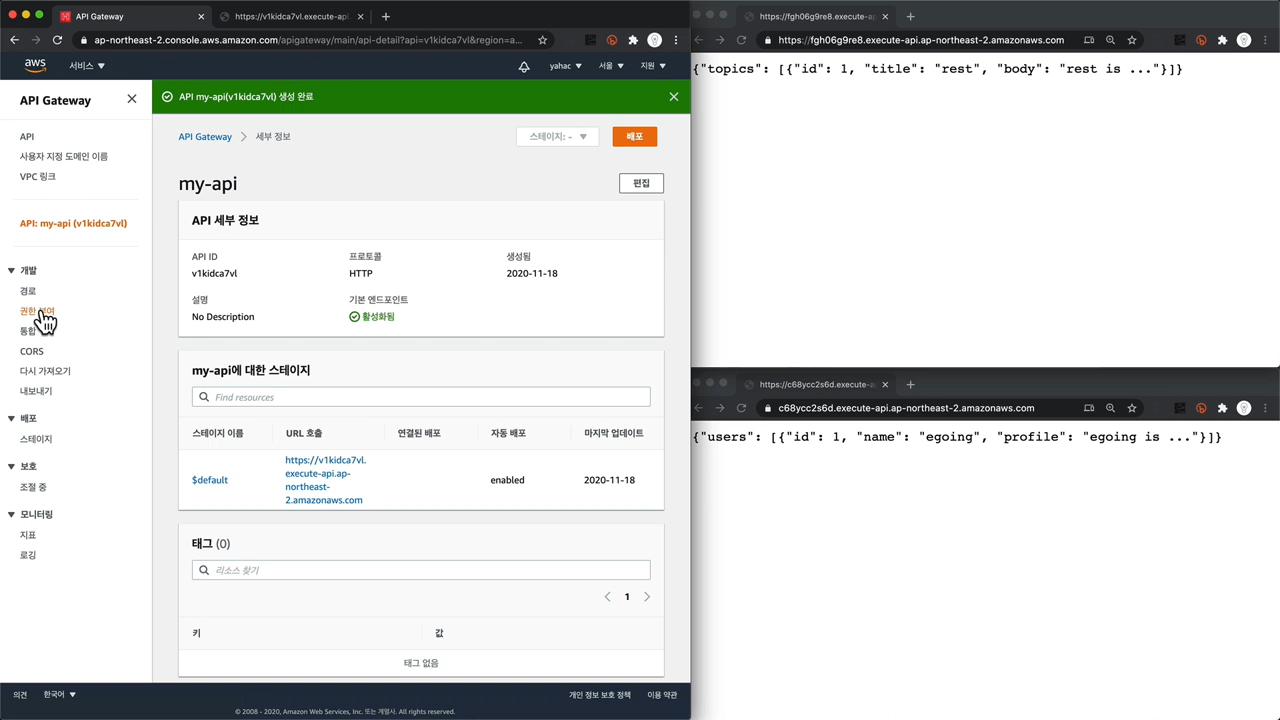 API Gateway
https://v1kidca7vl.execute-api.
ap-northeast-2.console.aws.amazon.com/apigateway/main/api-detail?api=v1kidca7vl&region=a...
aws
서비스
yahac
서울
지원
API Gateway
API
사용자 지정 도메인 이름
VPC 링크
API: my-api (v1kidca7vl)
개발
경로
권한
통합
CORS
다시 가져오기
내보내기
배포
스테이지
보호
조절 중
모니터링
지표
로깅
API my-api(v1kidca7vl) 생성 완료
API Gateway
세부 정보
스테이지: -
배포
my-api
편집
API 세부 정보
API ID
프로토콜
생성됨
v1kidca7vl
HTTP
2020-11-18
설명
기본 엔드포인트
No Description
활성화됨
my-api에 대한 스테이지
Find resources
스테이지 이름
URL 호출
연결된 배포
자동 배포
마지막 업데이트
$default
https://v1kidca7vl.
execute-api.ap-
northeast-
2.amazonaws.com
enabled
2020-11-18
태그 (0)
리소스 찾기
1
키
값
태그 없음
의견
한국어
개인 정보 보호 정책
이용 약관
© 2008 - 2020, Amazon Web Services, Inc. 또는 계열사. All rights reserved.
https://fgh06g9re8.execute-a
https://fgh06g9re8.execute-api.ap-northeast-2.amazonaws.com
{"topics": [{"id": 1, "title": "rest", "body": "rest is ..."}]}
https://c68ycc2s6d.execute-a
c68ycc2s6d.execute-api.ap-northeast-2.amazonaws.com
{"users": [{"id": 1, "name": "egoing", "profile": "egoing is ..."}]}